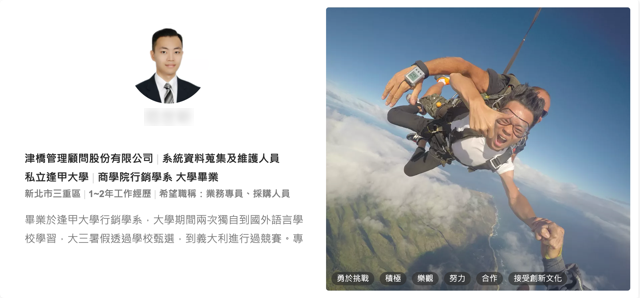 津橋管理顧問股份有限公司 | 系統資料蒐集及維護人員
私立逢甲大學 | 商學院行銷學系 大學畢業
新北市三重區 | 1~2年工作經歷 | 希望職稱：業務專員、採購人員
畢業於逢甲大學行銷學系，大學期間兩次獨自到國外語言學
校學習，大三暑假透過學校甄選，到義大利進行過競賽。專
勇於挑戰 積極 樂觀 努力 合作 接受創新文化